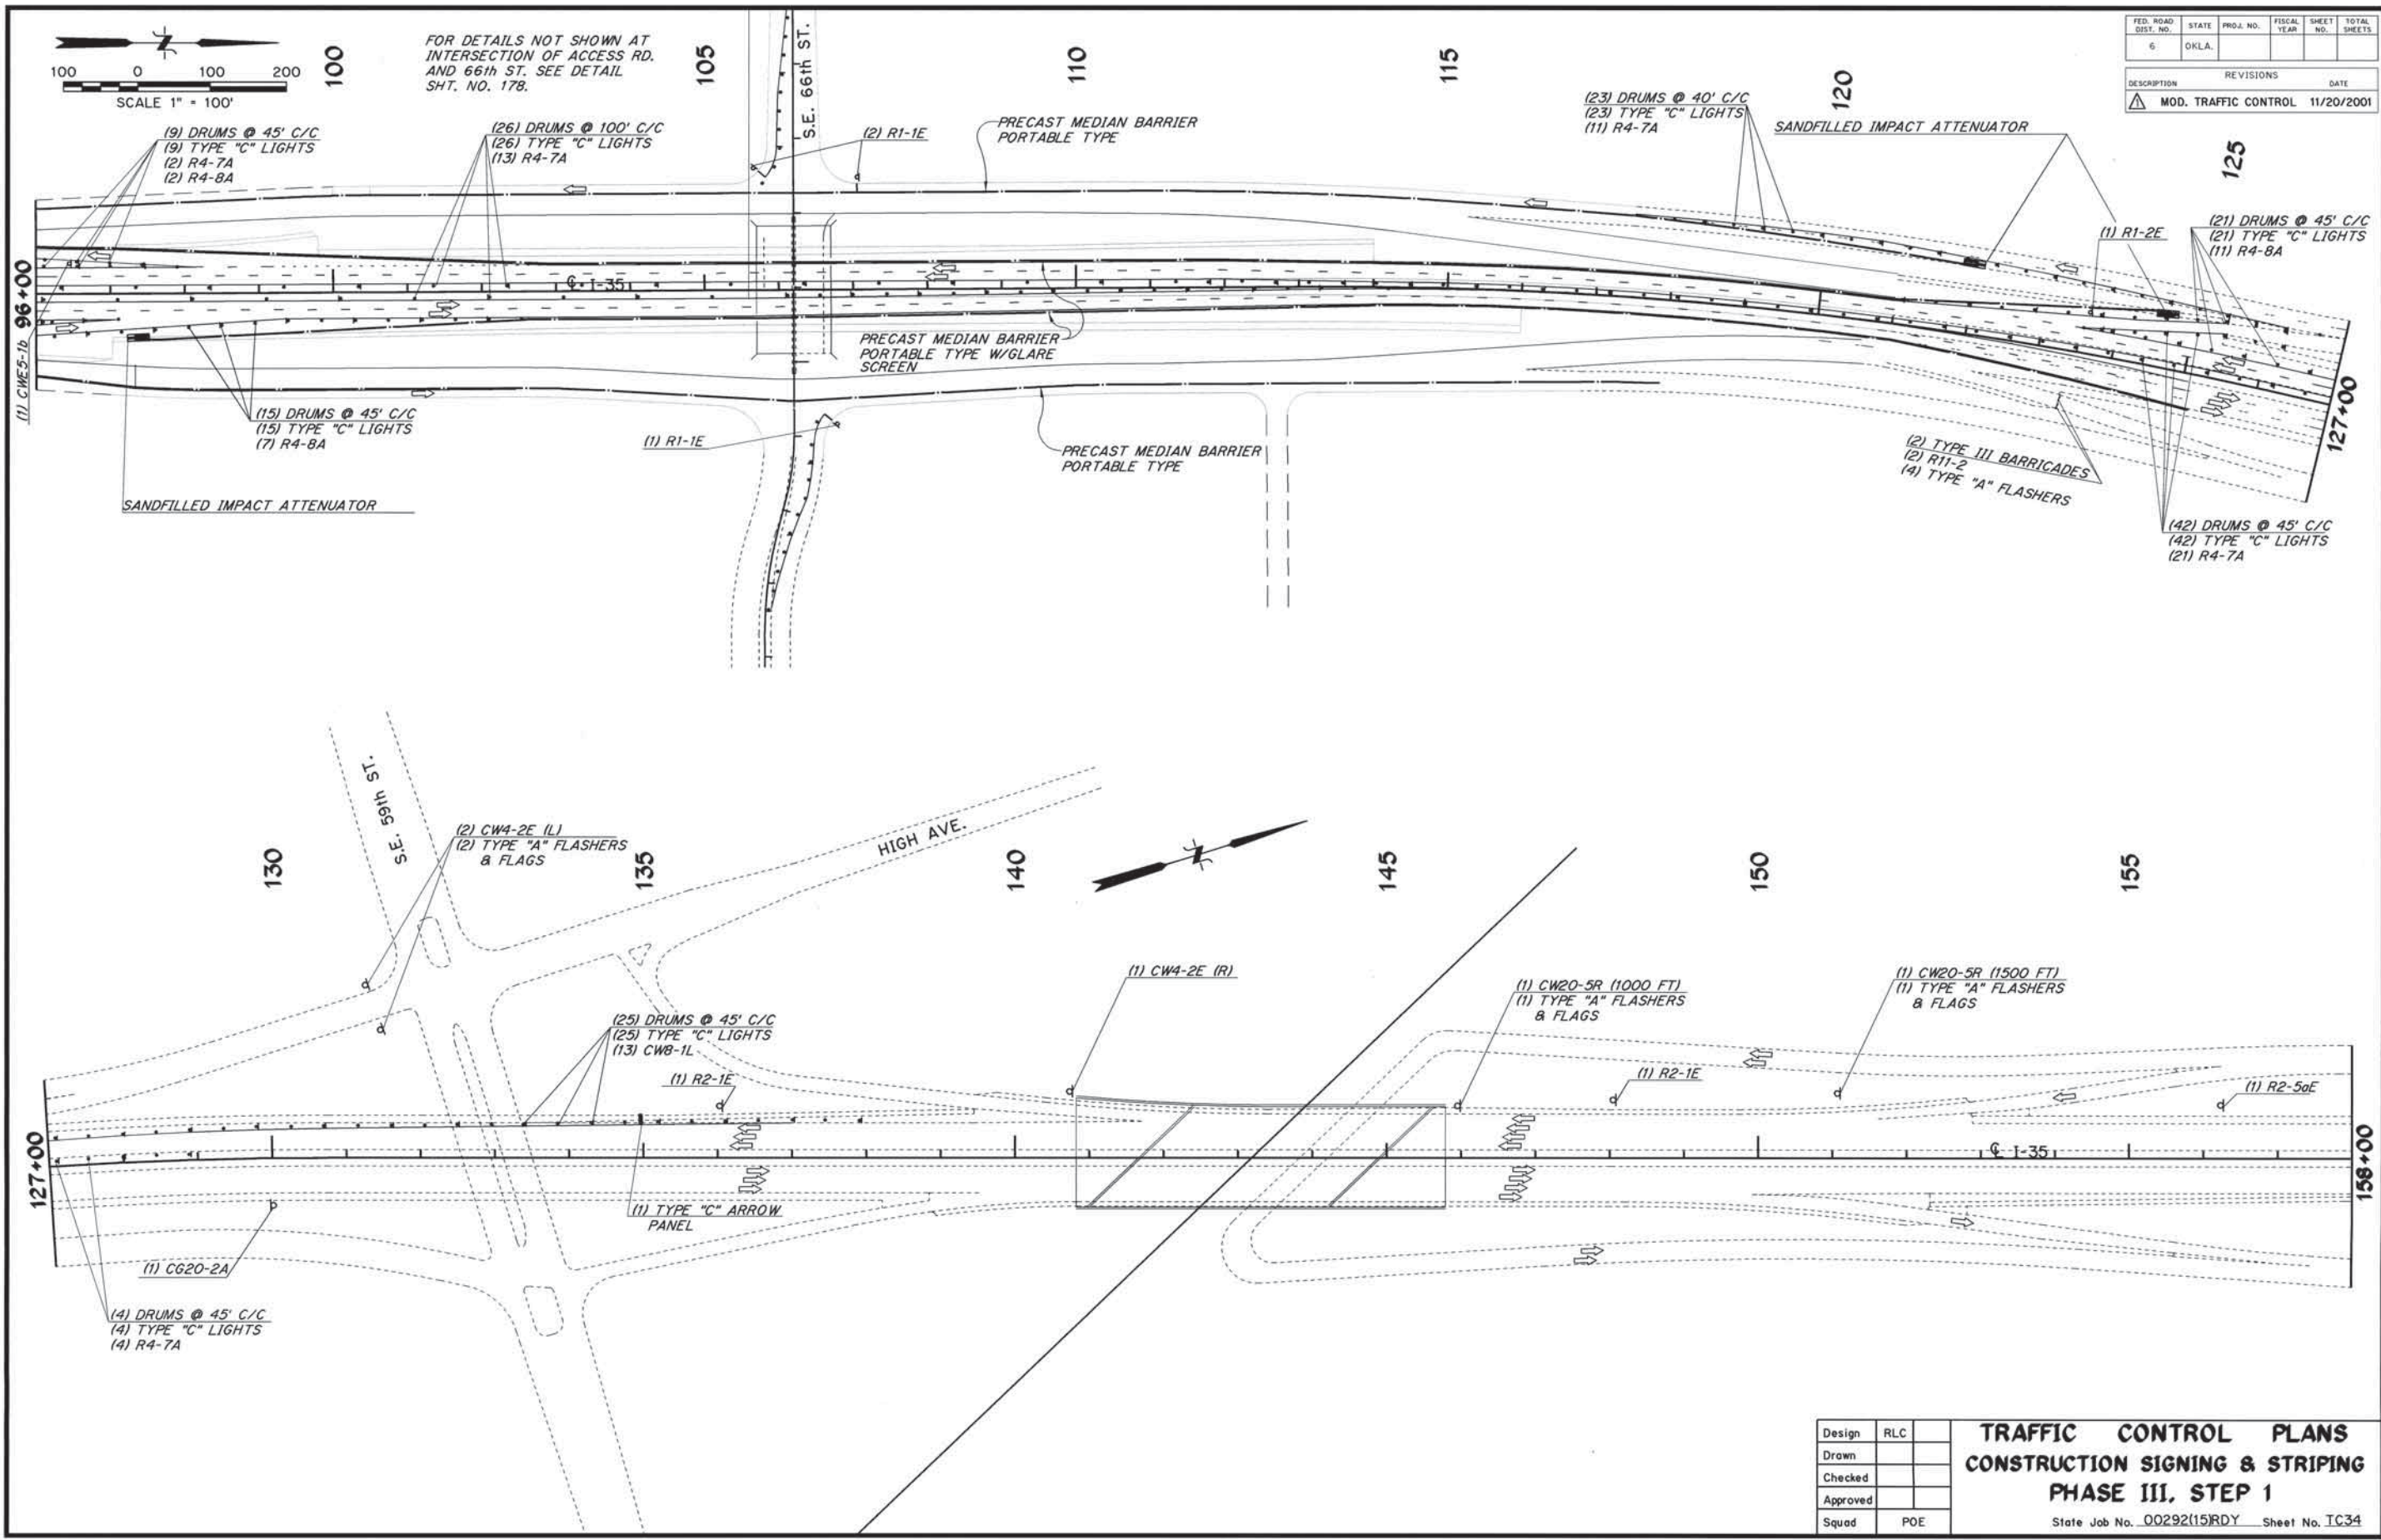 FED. ROAD DIST. NO.
STATE
PROJ. NO.
FISCAL YEAR
SHEET NO.
TOTAL SHEETS
6
OKLA.
REVISIONS
DESCRIPTION
DATE
1
MOD. TRAFFIC CONTROL 11/20/2001
100 0 100 200
SCALE 1" = 100'
FOR DETAILS NOT SHOWN AT
INTERSECTION OF ACCESS RD.
AND 66th ST. SEE DETAIL
SHT. NO. 178.
100
105
110
115
120
125
S.E. 66th ST.
(9) DRUMS @ 45' C/C
(9) TYPE "C" LIGHTS
(2) R4-7A
(2) R4-8A
(26) DRUMS @ 100' C/C
(26) TYPE "C" LIGHTS
(13) R4-7A
(2) R1-1E
PRECAST MEDIAN BARRIER
PORTABLE TYPE
(23) DRUMS @ 40' C/C
(23) TYPE "C" LIGHTS
(11) R4-7A
SANDFILLED IMPACT ATTENUATOR
(1) R1-2E
(21) DRUMS @ 45' C/C
(21) TYPE "C" LIGHTS
(11) R4-8A
96+00
(1) CWE5-1b
℄ I-35
PRECAST MEDIAN BARRIER
PORTABLE TYPE W/GLARE
SCREEN
(15) DRUMS @ 45' C/C
(15) TYPE "C" LIGHTS
(7) R4-8A
(1) R1-1E
PRECAST MEDIAN BARRIER
PORTABLE TYPE
SANDFILLED IMPACT ATTENUATOR
(2) TYPE III BARRICADES
(2) R11-2
(4) TYPE "A" FLASHERS
127+00
(42) DRUMS @ 45' C/C
(42) TYPE "C" LIGHTS
(21) R4-7A
S.E. 59th ST.
HIGH AVE.
130
135
140
145
150
155
(2) CW4-2E (L)
(2) TYPE "A" FLASHERS
& FLAGS
(1) CW4-2E (R)
(1) CW20-5R (1000 FT)
(1) TYPE "A" FLASHERS
& FLAGS
(1) CW20-5R (1500 FT)
(1) TYPE "A" FLASHERS
& FLAGS
(25) DRUMS @ 45' C/C
(25) TYPE "C" LIGHTS
(13) CW8-1L
(1) R2-1E
(1) R2-1E
(1) R2-5aE
127+00
℄ I-35
158+00
(1) TYPE "C" ARROW
PANEL
(1) CG20-2A
(4) DRUMS @ 45' C/C
(4) TYPE "C" LIGHTS
(4) R4-7A
Design RLC
Drawn
Checked
Approved
Squad POE
TRAFFIC CONTROL PLANS
CONSTRUCTION SIGNING & STRIPING
PHASE III, STEP 1
State Job No. 00292(15)RDY Sheet No. TC34